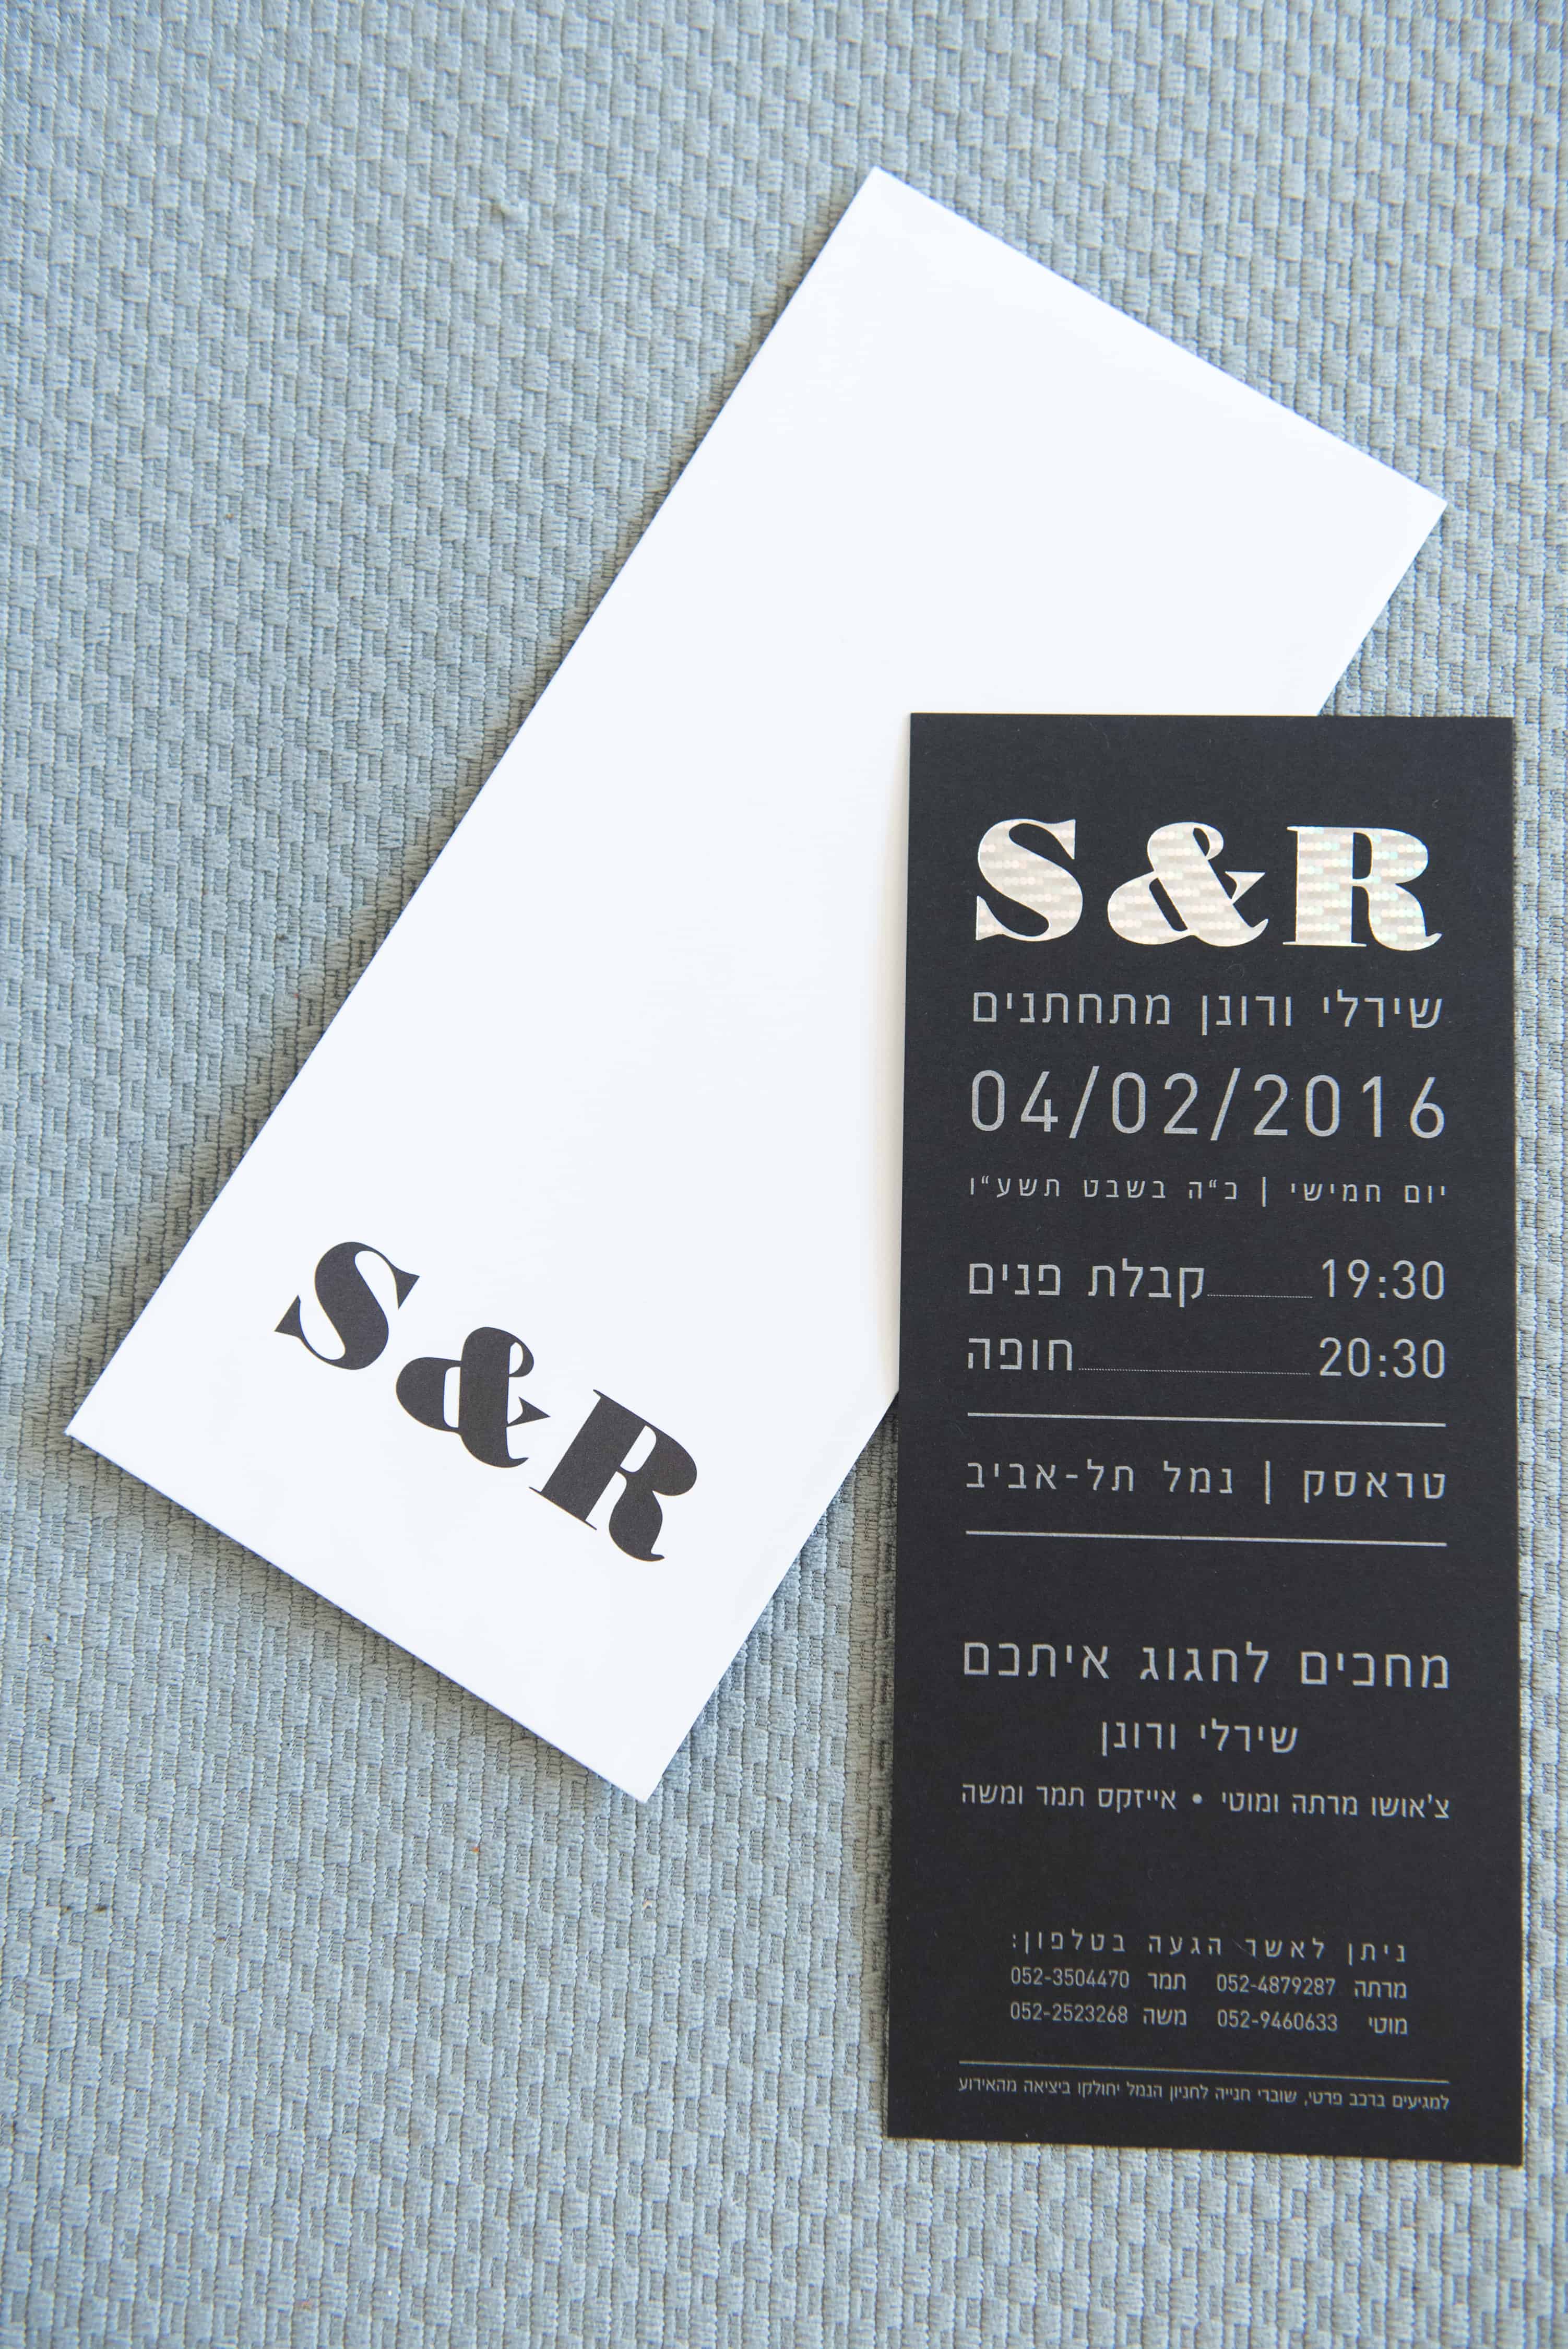 S&R
שירלי ורונן מתחתנים
04/02/2016
יום חמישי | כ"ה בשבט תשע"ו
קבלת פנים 19:30
חופה 20:30
טראסק | נמל תל-אביב
מחכים לחגוג איתכם
שירלי ורונן
צ'אושו מרתה ומוטי • אייזקס תמר ומשה
ניתן לאשר הגעה בטלפון:
מרתה 052-4879287 תמר 052-3504470
מוטי 052-9460633 משה 052-2523268
למגיעים ברכב פרטי, שוברי חנייה לחניון הנמל יחולקו ביציאה מהאירוע
S&R